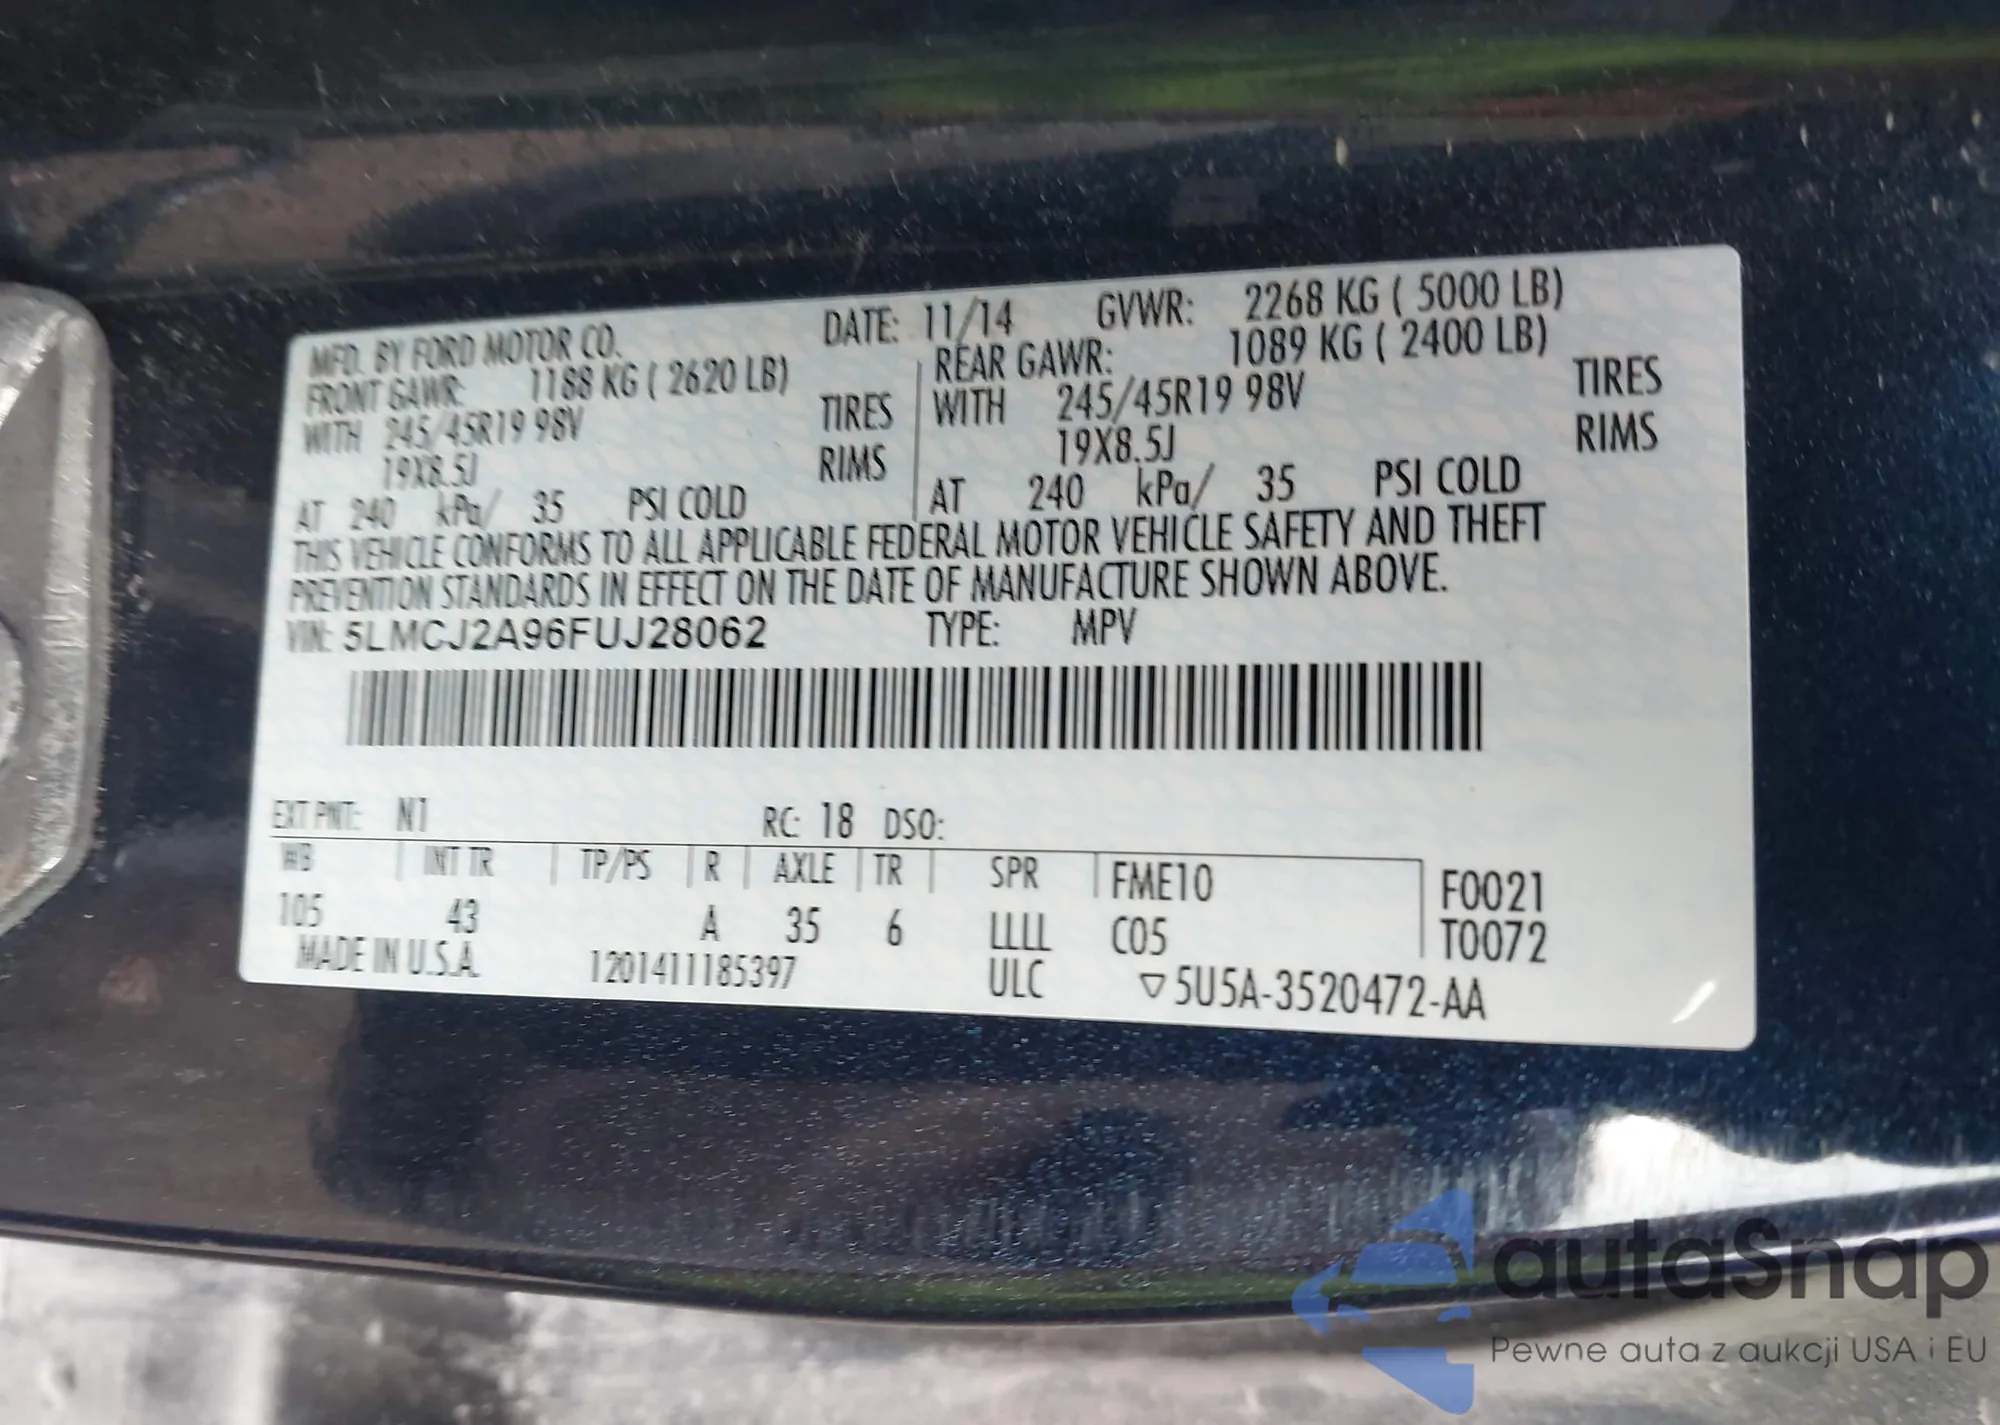 MFD. BY FORD MOTOR CO. DATE: 11/14 GVWR: 2268 KG ( 5000 LB)
FRONT GAWR: 1188 KG ( 2620 LB) REAR GAWR: 1089 KG ( 2400 LB)
WITH 245/45R19 98V TIRES WITH 245/45R19 98V TIRES
19X8.5J RIMS 19X8.5J RIMS
AT 240 kPa/ 35 PSI COLD AT 240 kPa/ 35 PSI COLD
THIS VEHICLE CONFORMS TO ALL APPLICABLE FEDERAL MOTOR VEHICLE SAFETY AND THEFT
PREVENTION STANDARDS IN EFFECT ON THE DATE OF MANUFACTURE SHOWN ABOVE.
VIN: 5LMCJ2A96FUJ28062 TYPE: MPV
EXT PNT: N1 RC: 18 DSO:
WB INT TR TP/PS R AXLE TR SPR FME10 F0021
105 43 A 35 6 LLLL C05 T0072
MADE IN U.S.A. 1201411185397 ULC ▽5U5A-3520472-AA
autaSnap
Pewne auta z aukcji USA i EU